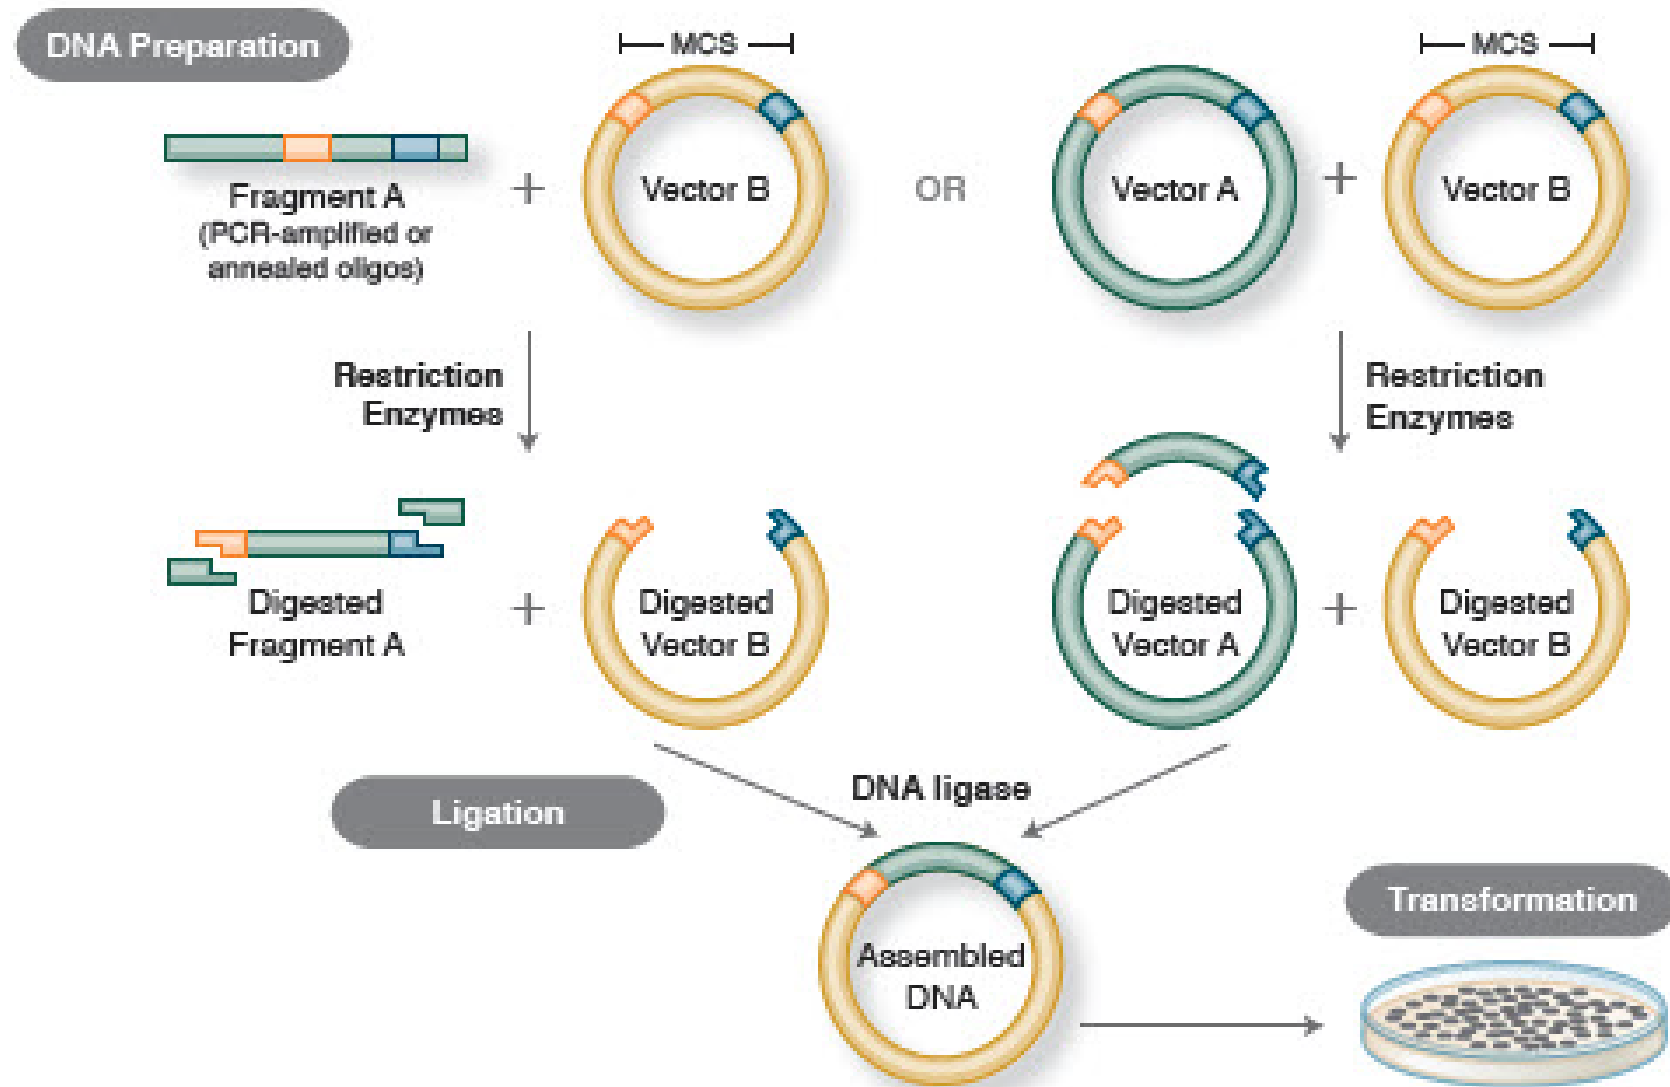 DNA Preparation
MCS
MCS
Fragment A
(PCR-amplified or
annealed oligos)
+
Vector B
OR
Vector A
+
Vector B
Restriction
Enzymes
Restriction
Enzymes
Digested
Fragment A
+
Digested
Vector B
Digested
Vector A
+
Digested
Vector B
Ligation
DNA ligase
Assembled
DNA
Transformation